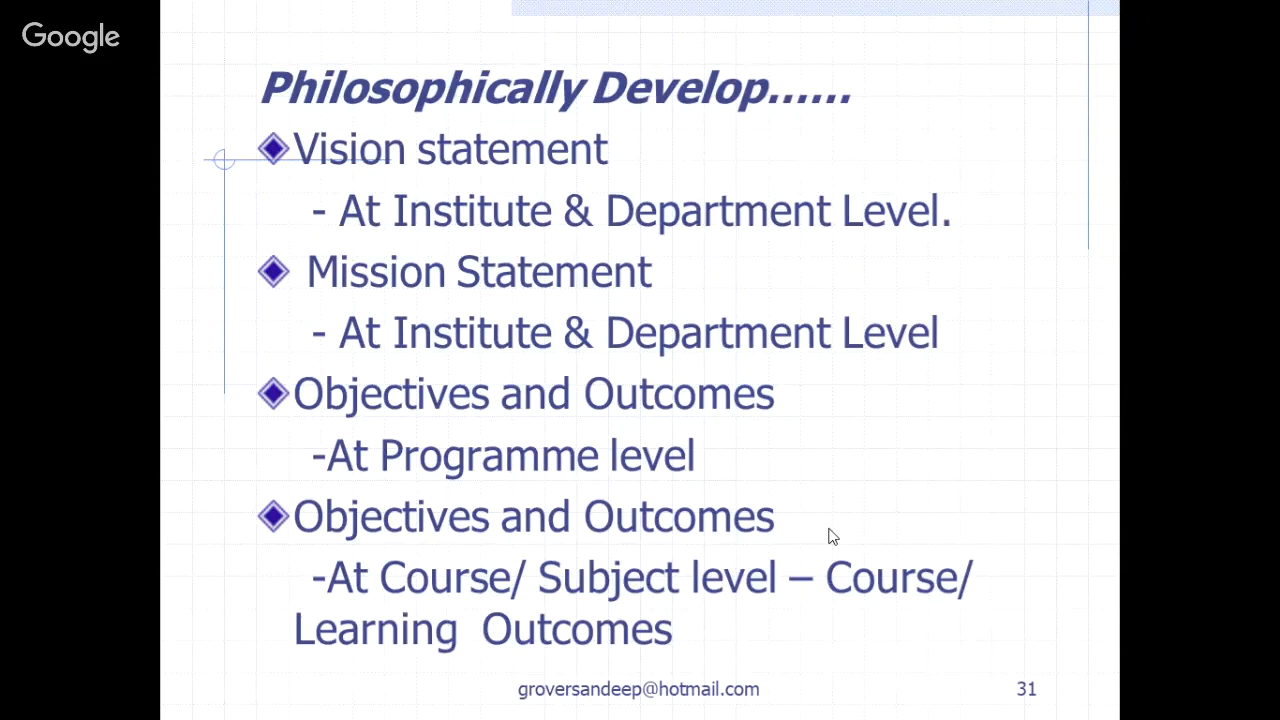 Google
Philosophically Develop......
Vision statement
- At Institute & Department Level.
Mission Statement
- At Institute & Department Level
Objectives and Outcomes
-At Programme level
Objectives and Outcomes
-At Course/ Subject level – Course/
Learning Outcomes
groversandeep@hotmail.com 31